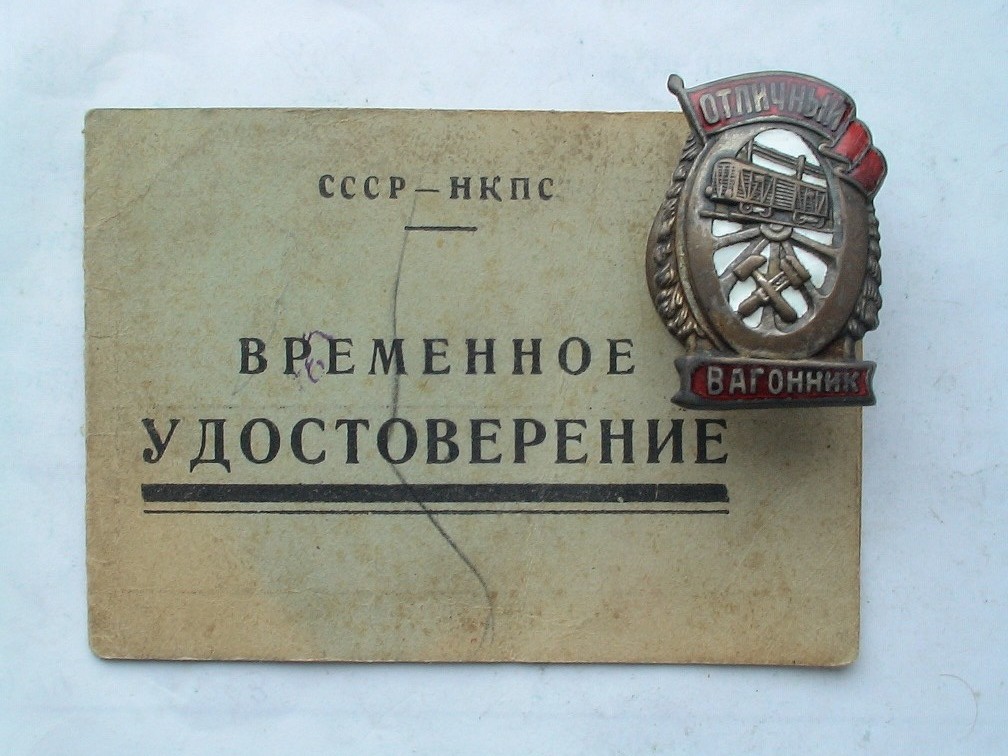 СССР – НКПС
ВРЕМЕННОЕ
УДОСТОВЕРЕНИЕ
ОТЛИЧНЫЙ
ВАГОННИК